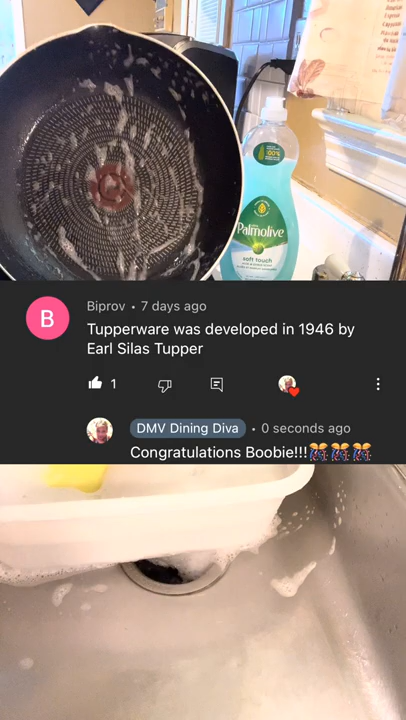 Palmolive
soft touch
Biprov • 7 days ago
Tupperware was developed in 1946 by
Earl Silas Tupper
1
DMV Dining Diva • 0 seconds ago
Congratulations Boobie!!!🎊🎊🎊
B